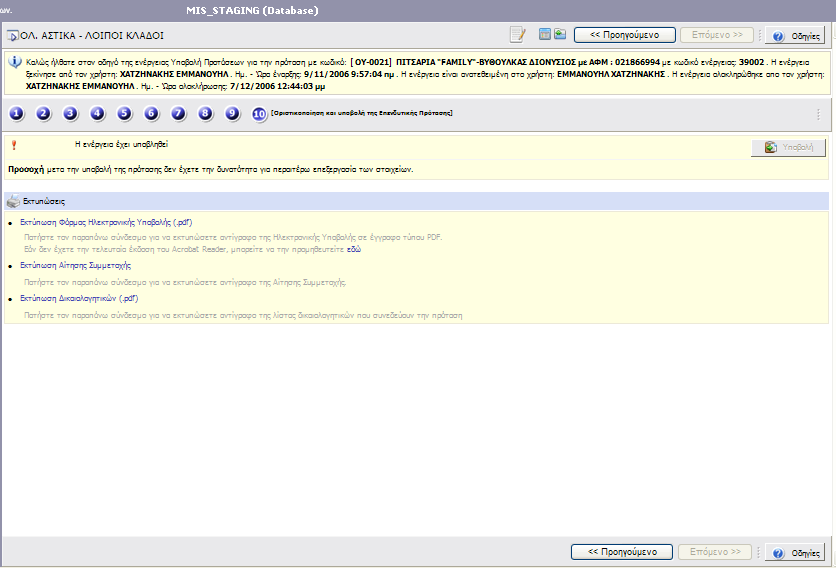 ων. MIS_STAGING (Database)
ΟΛ. ΑΣΤΙΚΑ - ΛΟΙΠΟΙ ΚΛΑΔΟΙ << Προηγούμενο Επόμενο >> Οδηγίες
Καλώς ήλθατε στον οδηγό της ενέργειας Υποβολή Προτάσεων για την πρόταση με κωδικό: [ OY-0021] ΠΙΤΣΑΡΙΑ "FAMILY"-ΒΥΘΟΥΛΚΑΣ ΔΙΟΝΥΣΙΟΣ με ΑΦΜ : 021866994 με κωδικό ενέργειας: 39002 . Η ενέργεια
ξεκίνησε από τον χρήστη: ΧΑΤΖΗΝΑΚΗΣ ΕΜΜΑΝΟΥΗΛ . Ημ. - Ώρα έναρξης: 9/11/2006 9:57:04 πμ . Η ενέργεια είναι ανατεθειμένη στο χρήστη: ΕΜΜΑΝΟΥΗΛ ΧΑΤΖΗΝΑΚΗΣ . Η ενέργεια ολοκληρώθηκε απο τον χρήστη:
ΧΑΤΖΗΝΑΚΗΣ ΕΜΜΑΝΟΥΗΛ . Ημ. - Ώρα ολοκλήρωσης: 7/12/2006 12:44:03 μμ
1 2 3 4 5 6 7 8 9 10 [Οριστικοποίηση και υποβολή της Επενδυτικής Πρότασης]
Η ενέργεια έχει υποβληθεί Υποβολή
Προσοχή μετα την υποβολή της πρότασης δεν έχετε την δυνατότητα για περαιτέρω επεξεργασία των στοιχείων.
Εκτυπώσεις
Εκτύπωση Φόρμας Ηλεκτρονικής Υποβολής (.pdf)
Πατήστε τον παραπάνω σύνδεσμο για να εκτυπώσετε αντίγραφο της Ηλεκτρονικής Υποβολής σε έγγραφο τύπου PDF.
Εάν δεν έχετε την τελευταία έκδοση του Acrobat Reader, μπορείτε να την προμηθευτείτε εδώ
Εκτύπωση Αίτησης Συμμετοχής
Πατήστε τον παραπάνω σύνδεσμο για να εκτυπώσετε αντίγραφο της Αίτησης Συμμετοχής.
Εκτύπωση Δικαιολογητικών (.pdf)
Πατήστε τον παραπάνω σύνδεσμο για να εκτυπώσετε αντίγραφο της λίστας δικαιολογητικών που συνοδεύουν την πρόταση
<< Προηγούμενο Επόμενο >> Οδηγίες